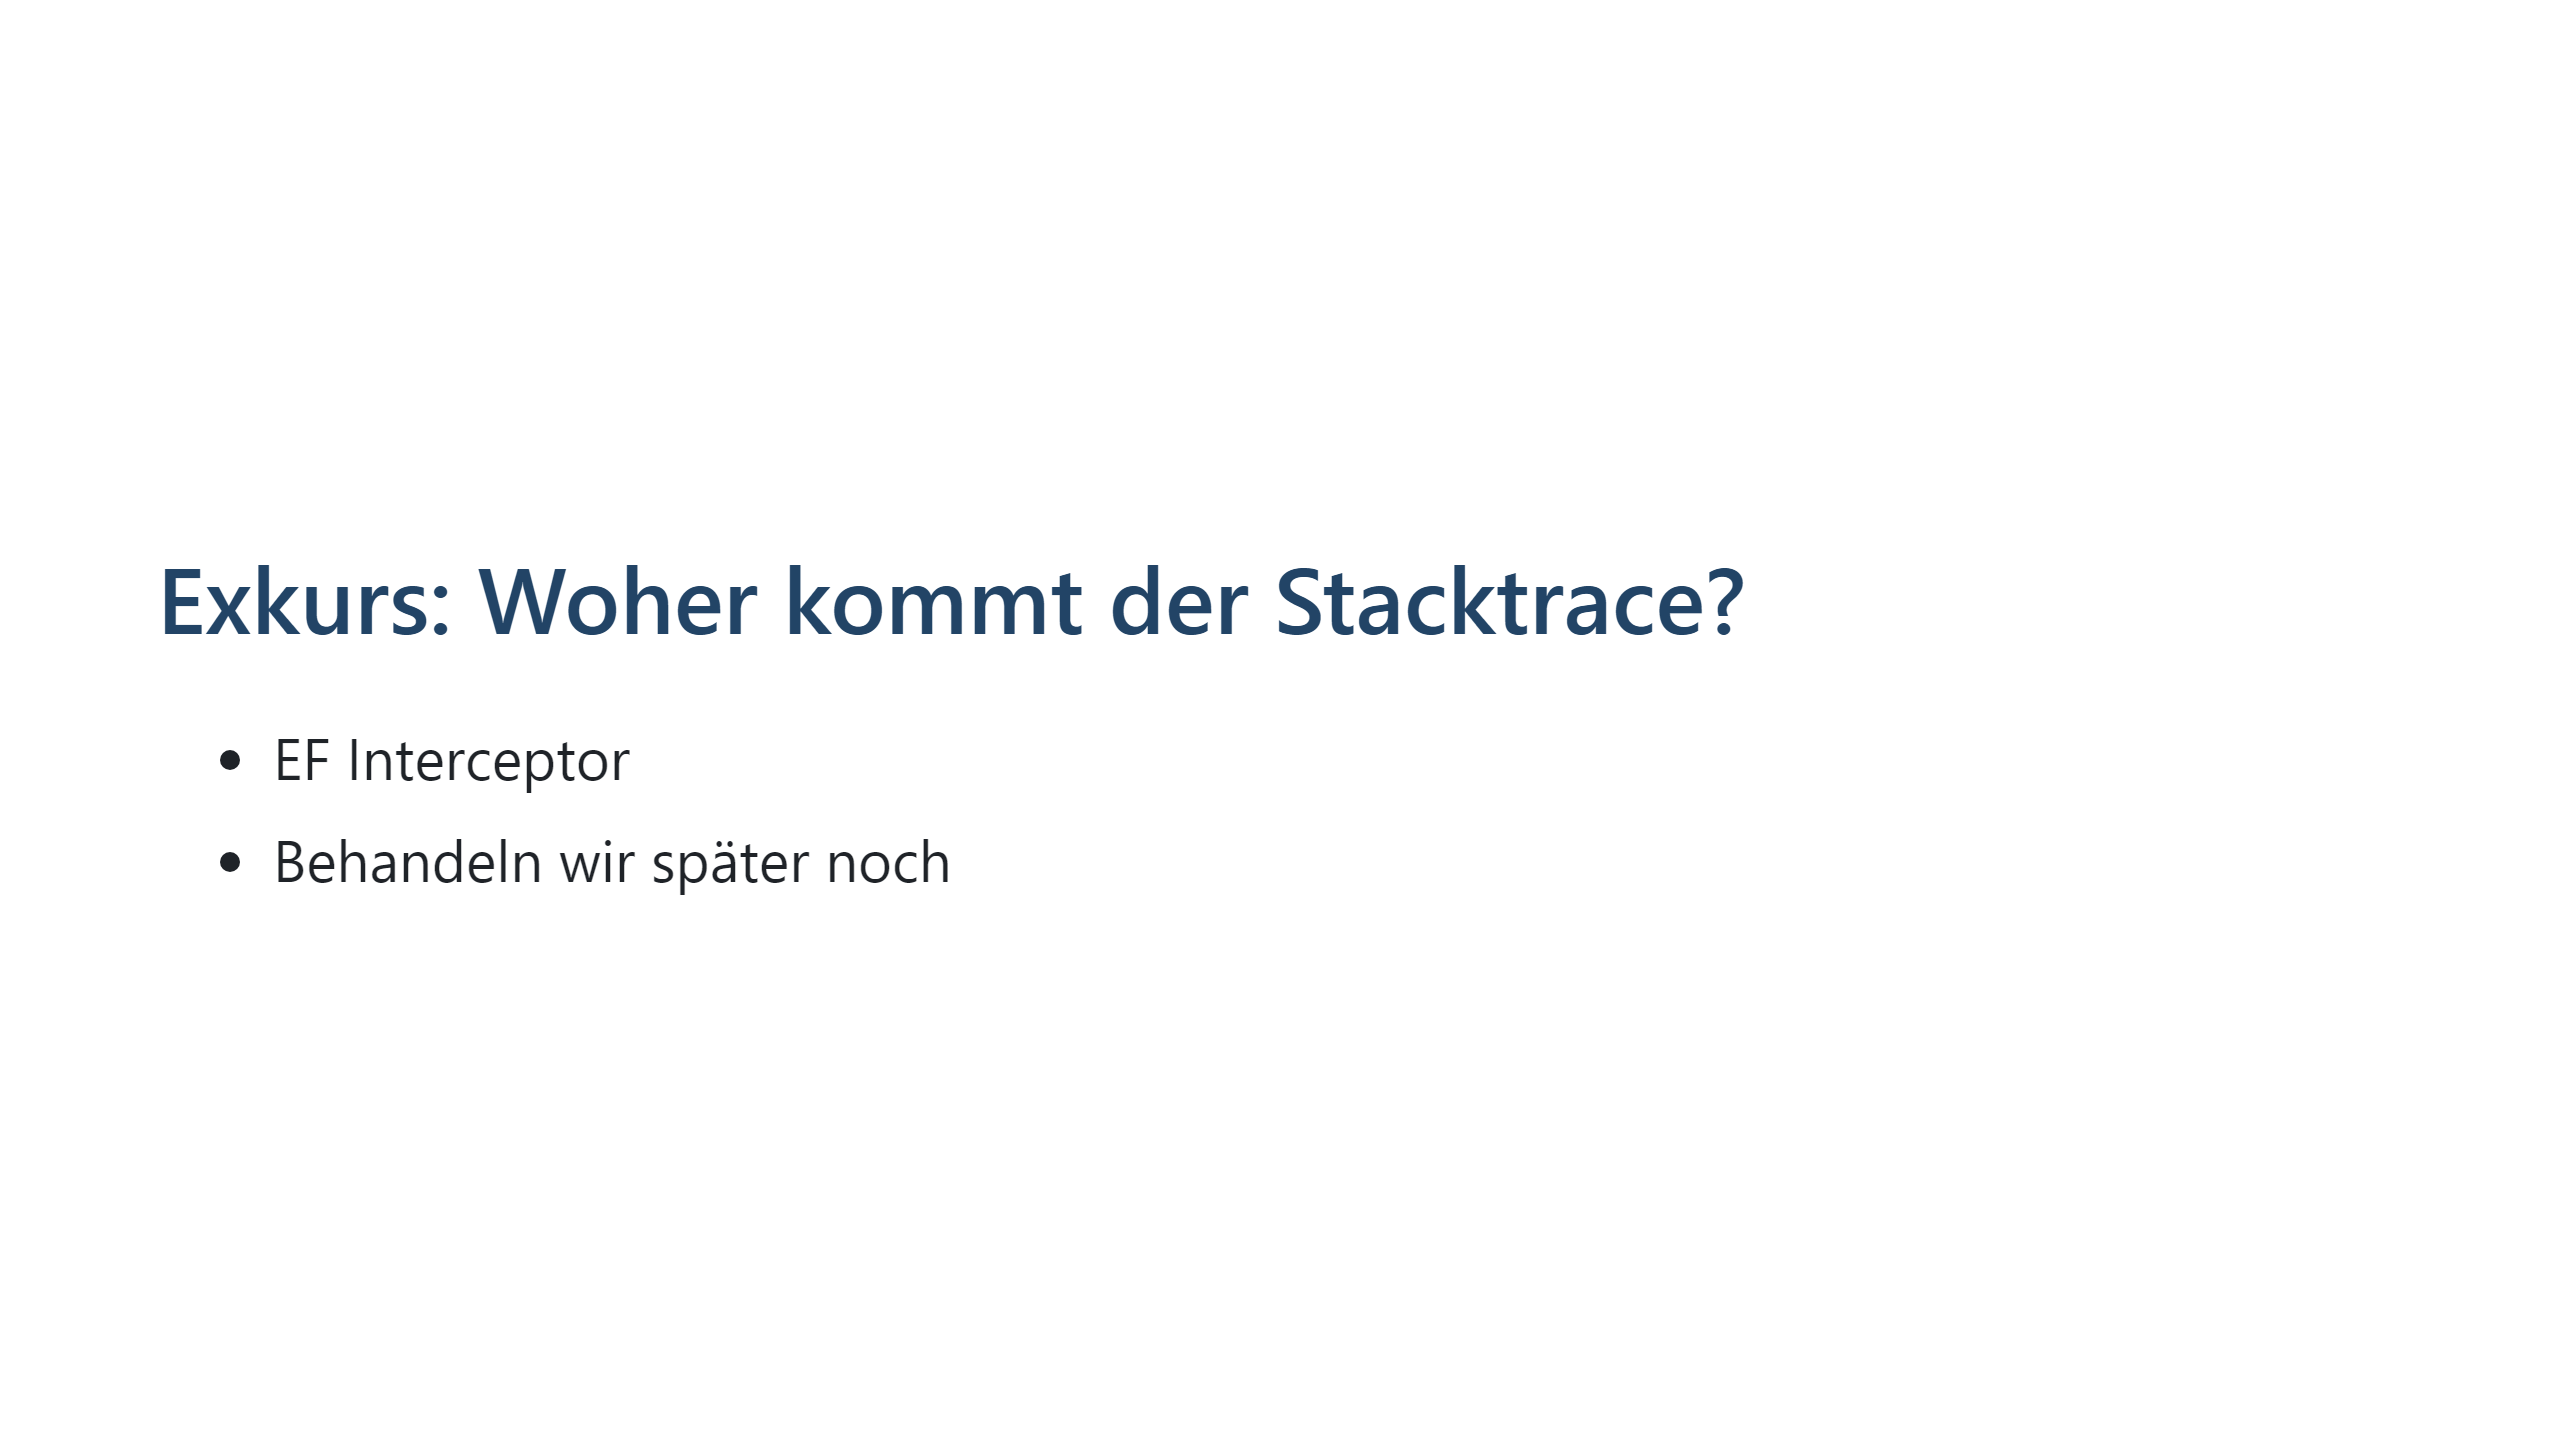 Exkurs: Woher kommt der Stacktrace?
• EF Interceptor
• Behandeln wir später noch